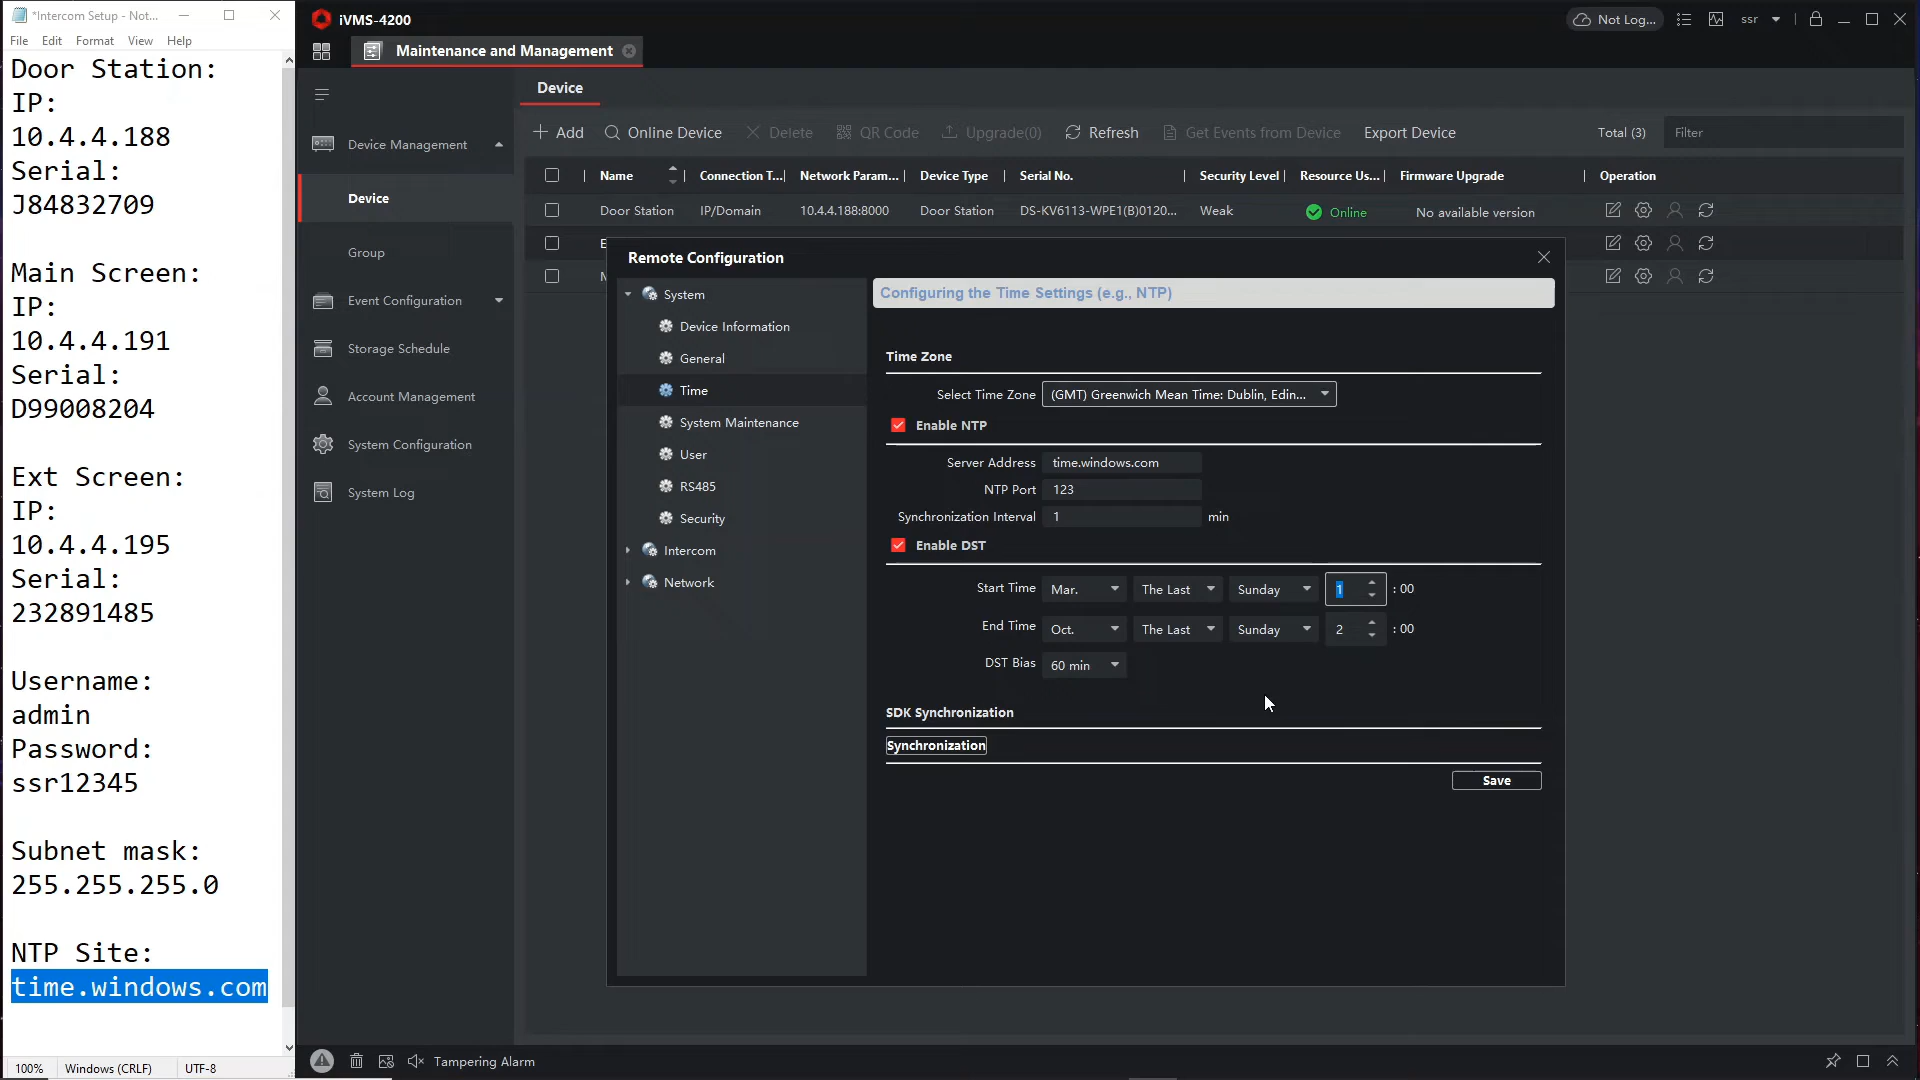 *Intercom Setup - Not...
File Edit Format View Help
Door Station:
IP:
10.4.4.188
Serial:
J84832709
Main Screen:
IP:
10.4.4.191
Serial:
D99008204
Ext Screen:
IP:
10.4.4.195
Serial:
232891485
Username:
admin
Password:
ssr12345
Subnet mask:
255.255.255.0
NTP Site:
time.windows.com
100% Windows (CRLF) UTF-8
iVMS-4200
Not Log... ssr
Maintenance and Management
Device Management
Device
Group
Event Configuration
Storage Schedule
Account Management
System Configuration
System Log
Device
Add Online Device Delete QR Code Upgrade(0) Refresh Get Events from Device Export Device Total (3) Filter
Name Connection T... Network Param... Device Type Serial No. Security Level Resource Us... Firmware Upgrade Operation
Door Station IP/Domain 10.4.4.188:8000 Door Station DS-KV6113-WPE1(B)0120... Weak Online No available version
E
M
Remote Configuration
System
Device Information
General
Time
System Maintenance
User
RS485
Security
Intercom
Network
Configuring the Time Settings (e.g., NTP)
Time Zone
Select Time Zone (GMT) Greenwich Mean Time: Dublin, Edin...
Enable NTP
Server Address time.windows.com
NTP Port 123
Synchronization Interval 1 min
Enable DST
Start Time Mar. The Last Sunday 1 : 00
End Time Oct. The Last Sunday 2 : 00
DST Bias 60 min
SDK Synchronization
Synchronization
Save
Tampering Alarm